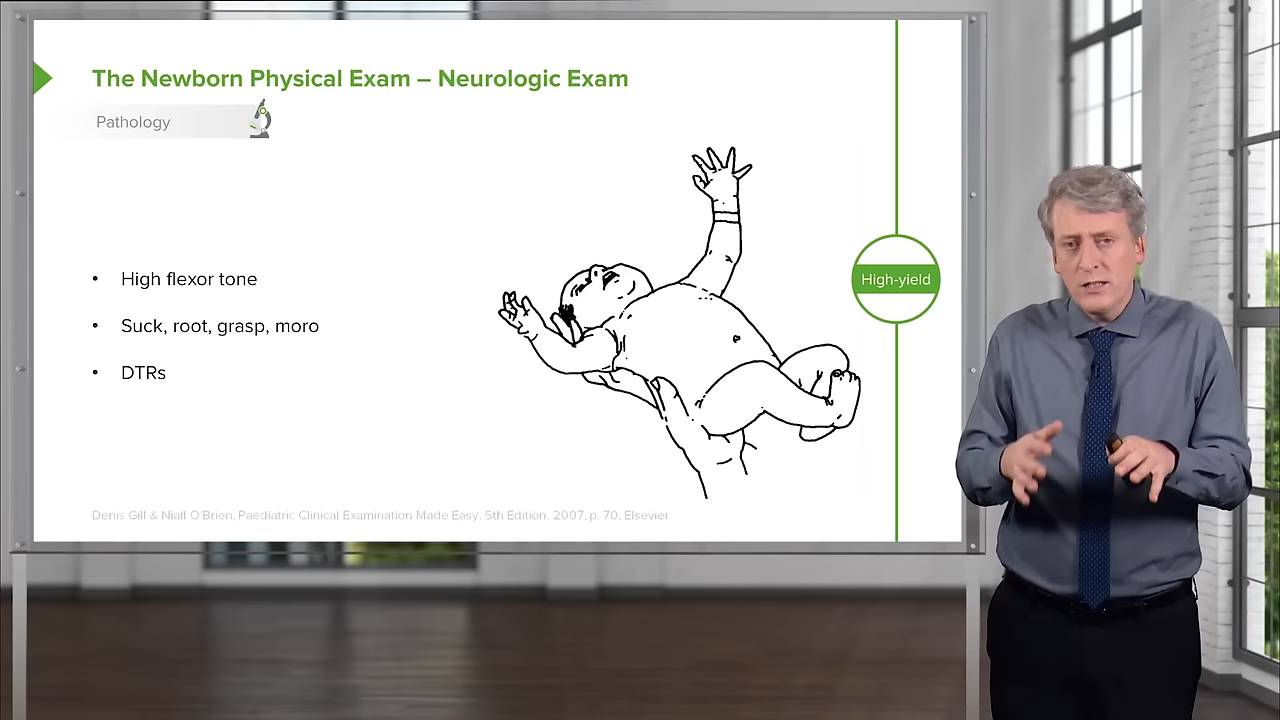 The Newborn Physical Exam – Neurologic Exam
Pathology
• High flexor tone
• Suck, root, grasp, moro
• DTRs
High-yield
Denis Gill & Niall O'Brien, Paediatric Clinical Examination Made Easy. 5th Edition. 2007, p. 70, Elsevier